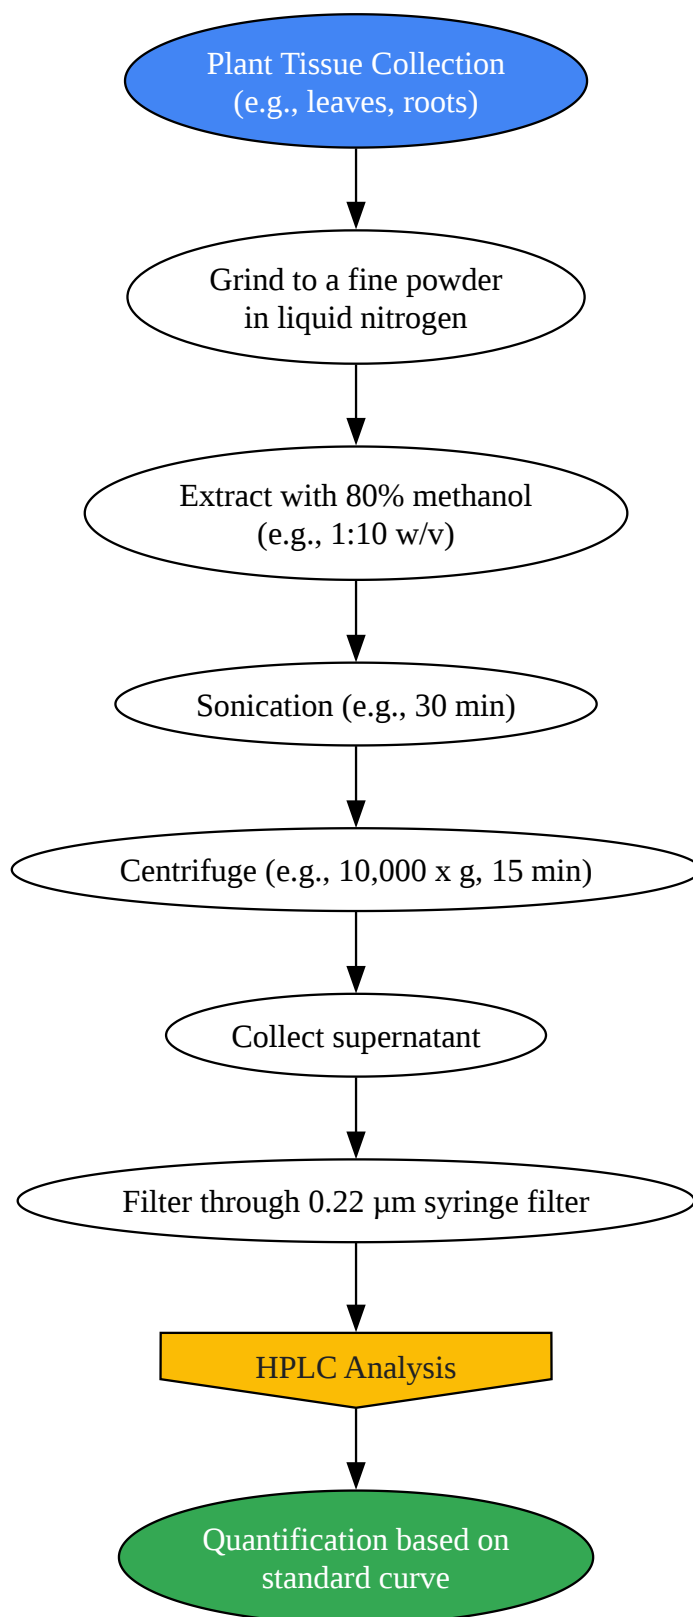 Plant Tissue Collection
(e.g., leaves, roots)
Grind to a fine powder
in liquid nitrogen
Extract with 80% methanol
(e.g., 1:10 w/v)
Sonication (e.g., 30 min)
Centrifuge (e.g., 10,000 x g, 15 min)
Collect supernatant
Filter through 0.22 µm syringe filter
HPLC Analysis
Quantification based on
standard curve